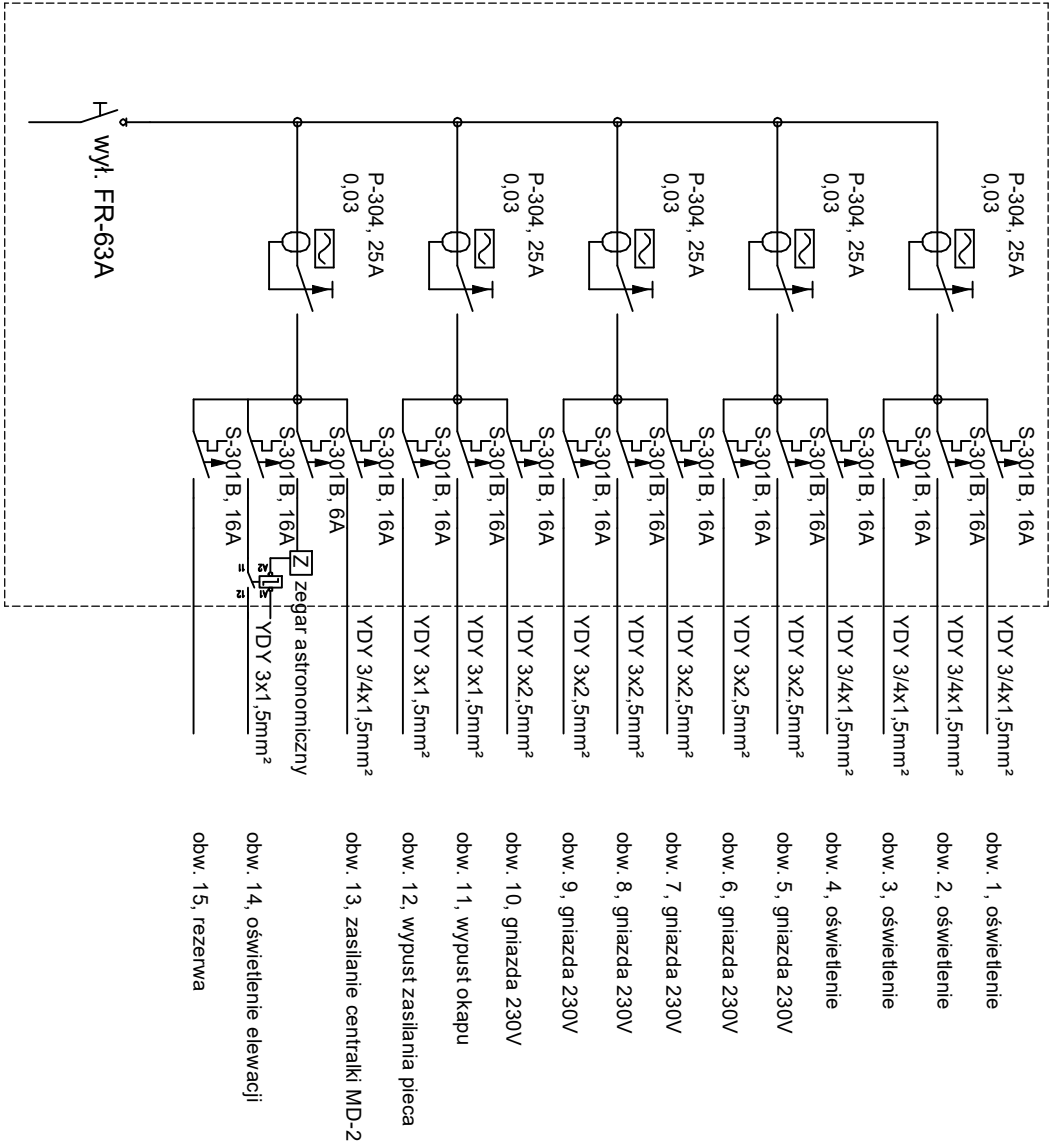 P-304, 25A
0,03
S-301B, 16A
YDY 3/4x1,5mm²
obw. 1, oświetlenie
S-301B, 16A
YDY 3/4x1,5mm²
obw. 2, oświetlenie
S-301B, 16A
YDY 3/4x1,5mm²
obw. 3, oświetlenie
P-304, 25A
0,03
S-301B, 16A
YDY 3/4x1,5mm²
obw. 4, oświetlenie
S-301B, 16A
YDY 3x2,5mm²
obw. 5, gniazda 230V
S-301B, 16A
YDY 3x2,5mm²
obw. 6, gniazda 230V
P-304, 25A
0,03
S-301B, 16A
YDY 3x2,5mm²
obw. 7, gniazda 230V
S-301B, 16A
YDY 3x2,5mm²
obw. 8, gniazda 230V
S-301B, 16A
YDY 3x2,5mm²
obw. 9, gniazda 230V
P-304, 25A
0,03
S-301B, 16A
YDY 3x2,5mm²
obw. 10, gniazda 230V
S-301B, 16A
YDY 3x1,5mm²
obw. 11, wypust okapu
S-301B, 16A
YDY 3x1,5mm²
obw. 12, wypust zasilania pieca
P-304, 25A
0,03
S-301B, 16A
YDY 3/4x1,5mm²
obw. 13, zasilanie centralki MD-2
S-301B, 6A
Z
zegar astronomiczny
S-301B, 16A
A2
A1
11
12
YDY 3x1,5mm²
obw. 14, oświetlenie elewacji
S-301B, 16A
obw. 15, rezerwa
wył. FR-63A